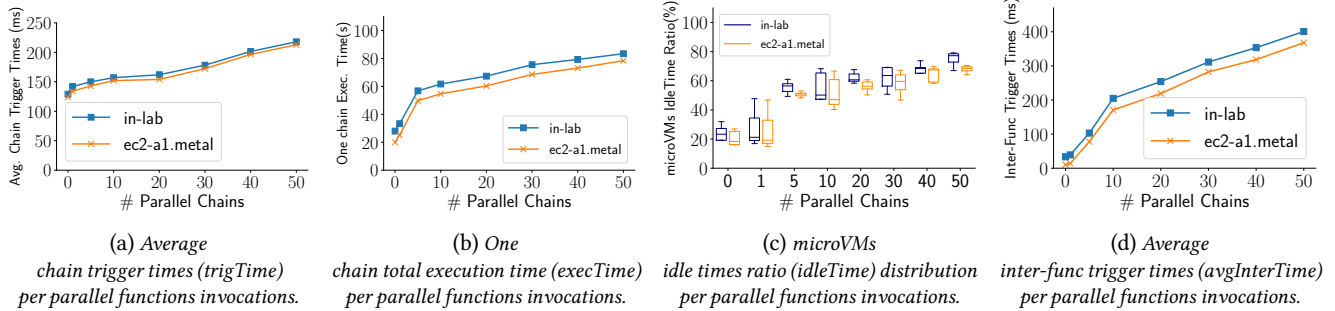 Avg. Chain Trigger Times (ms)
250
200
150
100
50
0
in-lab
ec2-a1.metal
0 10 20 30 40 50
# Parallel Chains
One chain Exec. Time(s)
100
80
60
40
20
0
in-lab
ec2-a1.metal
0 10 20 30 40 50
# Parallel Chains
microVMs IdleTime Ratio(%)
100
80
60
40
20
0
in-lab
ec2-a1.metal
0 1 5 10 20 30 40 50
# Parallel Chains
Inter-Func Trigger Times (ms)
400
300
200
100
0
in-lab
ec2-a1.metal
0 10 20 30 40 50
# Parallel Chains
(a) Average
chain trigger times (trigTime)
per parallel functions invocations.
(b) One
chain total execution time (execTime)
per parallel functions invocations.
(c) microVMs
idle times ratio (idleTime) distribution
per parallel functions invocations.
(d) Average
inter-func trigger times (avgInterTime)
per parallel functions invocations.